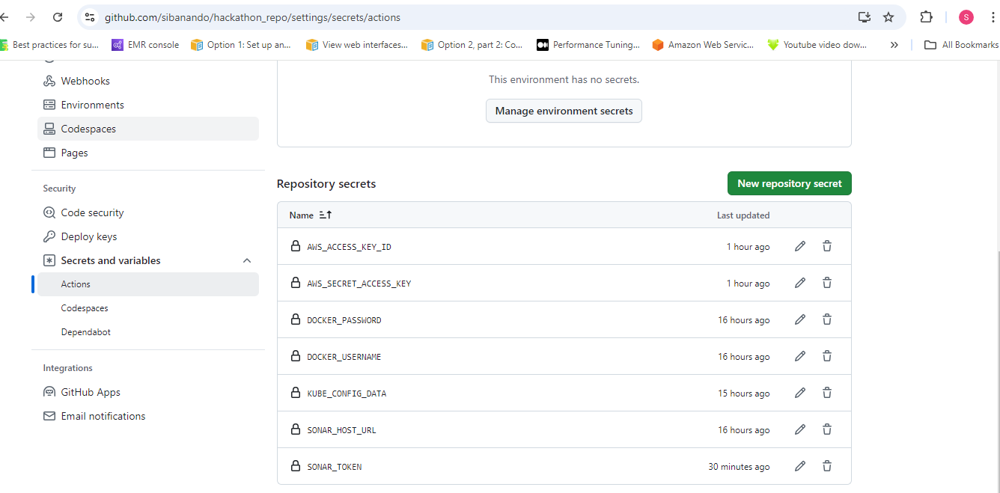 github.com/sibanando/hackathon_repo/settings/secrets/actions
S
Best practices for su...
EMR console
Option 1: Set up an...
View web interfaces...
Option 2, part 2: Co...
Performance Tuning...
Amazon Web Servic...
Youtube video dow...
»
All Bookmarks
Webhooks
Environments
Codespaces
Pages
Security
Code security
Deploy keys
Secrets and variables
Actions
Codespaces
Dependabot
Integrations
GitHub Apps
Email notifications
This environment has no secrets.
Manage environment secrets
Repository secrets
New repository secret
Name Last updated
AWS_ACCESS_KEY_ID 1 hour ago
AWS_SECRET_ACCESS_KEY 1 hour ago
DOCKER_PASSWORD 16 hours ago
DOCKER_USERNAME 16 hours ago
KUBE_CONFIG_DATA 15 hours ago
SONAR_HOST_URL 16 hours ago
SONAR_TOKEN 30 minutes ago